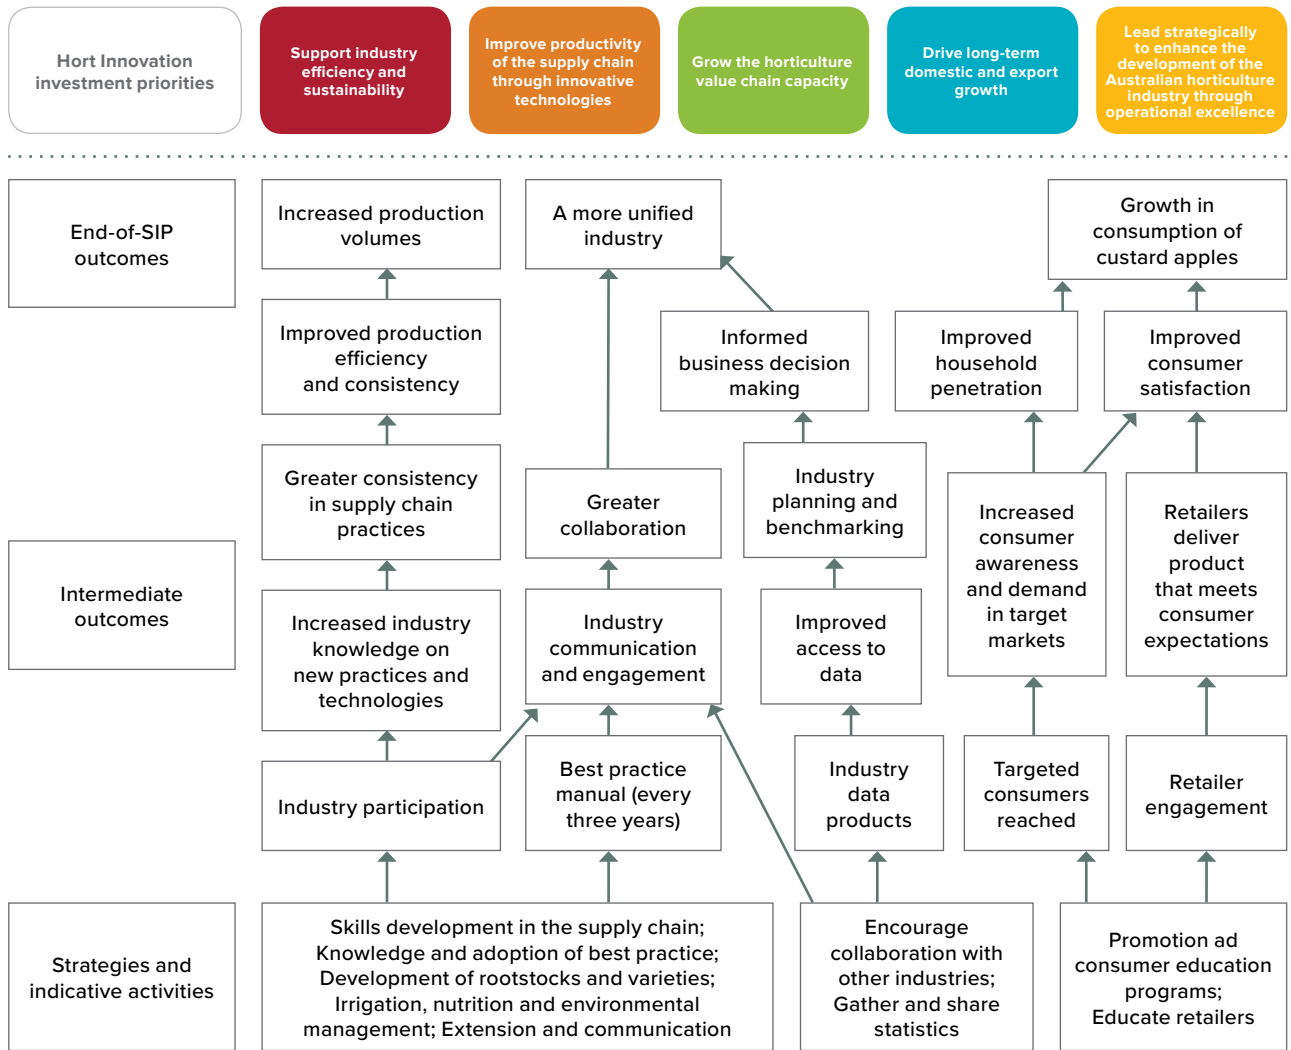 Hort Innovation
investment priorities
Support industry
efficiency and
sustainability
Improve productivity
of the supply chain
through innovative
technologies
Grow the horticulture
value chain capacity
Drive long-term
domestic and export
growth
Lead strategically
to enhance the
development of the
Australian horticulture
industry through
operational excellence
End-of-SIP
outcomes
Increased production
volumes
A more unified
industry
Growth in
consumption of
custard apples
Improved production
efficiency
and consistency
Informed
business decision
making
Improved
household
penetration
Improved
consumer
satisfaction
Greater consistency
in supply chain
practices
Greater
collaboration
Industry
planning and
benchmarking
Increased
consumer
awareness
and demand
in target
markets
Retailers
deliver
product
that meets
consumer
expectations
Intermediate
outcomes
Increased industry
knowledge on
new practices and
technologies
Industry
communication
and engagement
Improved
access to
data
Industry participation
Best practice
manual (every
three years)
Industry
data
products
Targeted
consumers
reached
Retailer
engagement
Strategies and
indicative activities
Skills development in the supply chain;
Knowledge and adoption of best practice;
Development of rootstocks and varieties;
Irrigation, nutrition and environmental
management; Extension and communication
Encourage
collaboration with
other industries;
Gather and share
statistics
Promotion ad
consumer education
programs;
Educate retailers